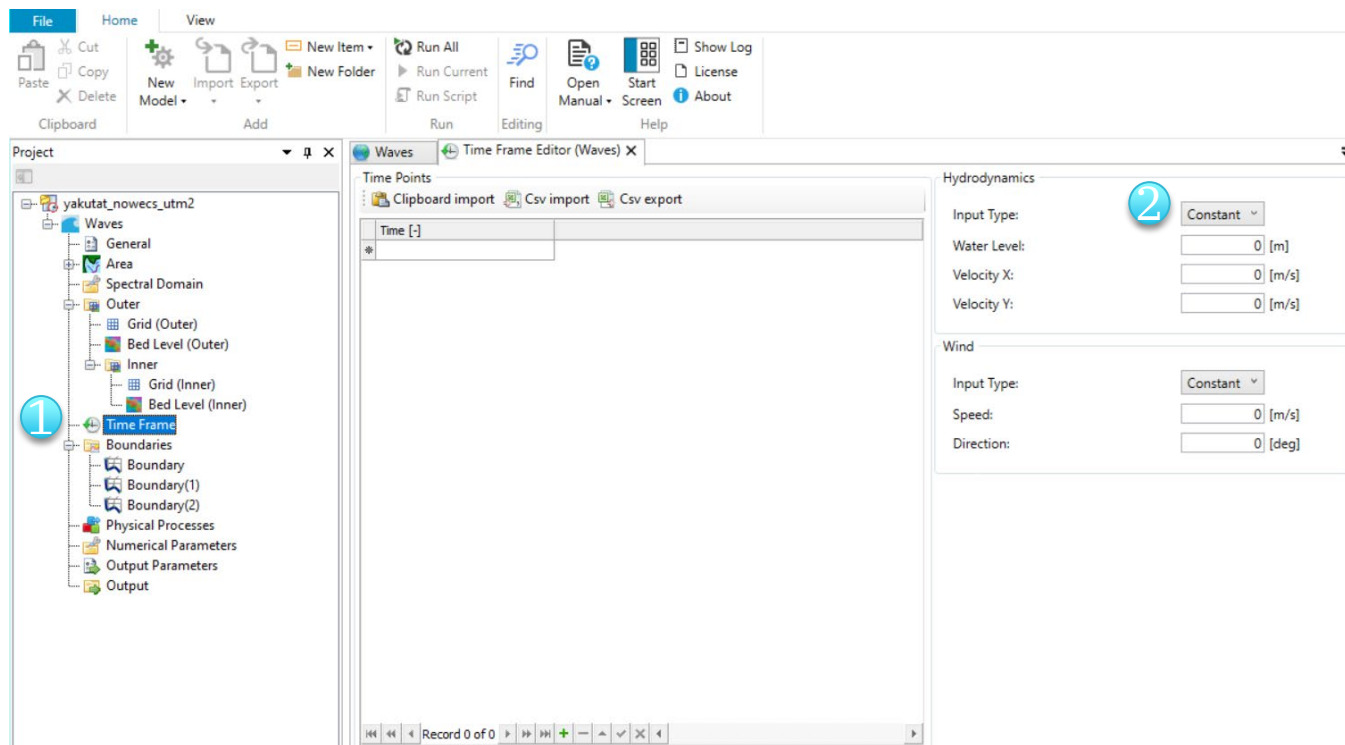 File Home View
Cut
Copy
Delete
Paste
New Model
Import
Export
New Item
New Folder
Run All
Run Current
Run Script
Find
Open Manual
Start Screen
Show Log
License
About
Clipboard
Add
Run
Editing
Help
Project
yakutat_nowecs_utm2
Waves
General
Area
Spectral Domain
Outer
Grid (Outer)
Bed Level (Outer)
Inner
Grid (Inner)
Bed Level (Inner)
1
Time Frame
Boundaries
Boundary
Boundary(1)
Boundary(2)
Physical Processes
Numerical Parameters
Output Parameters
Output
Waves
Time Frame Editor (Waves)
Time Points
Clipboard import Csv import Csv export
Time [-]
Record 0 of 0
Hydrodynamics
2
Input Type: Constant
Water Level: 0 [m]
Velocity X: 0 [m/s]
Velocity Y: 0 [m/s]
Wind
Input Type: Constant
Speed: 0 [m/s]
Direction: 0 [deg]